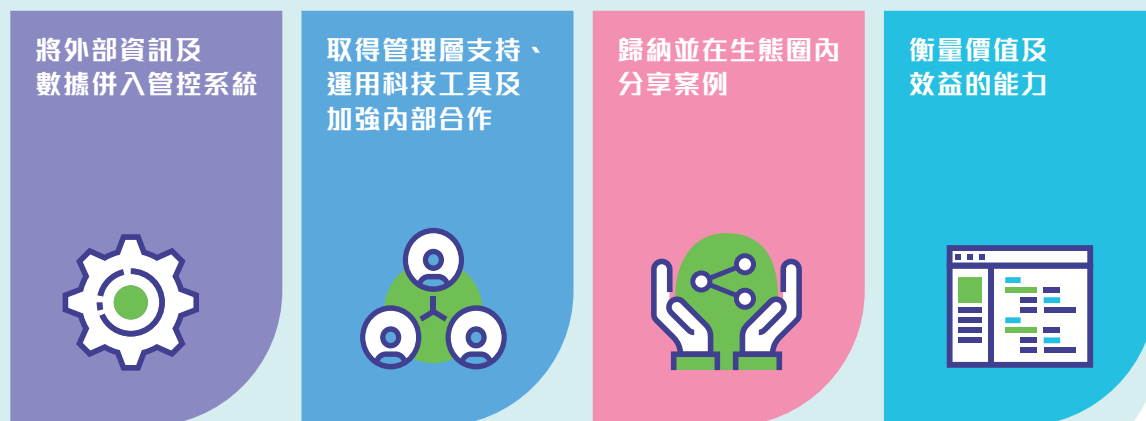 將外部資訊及
數據併入管控系統
取得管理層支持、
運用科技工具及
加強內部合作
歸納並在生態圈內
分享案例
衡量價值及
效益的能力